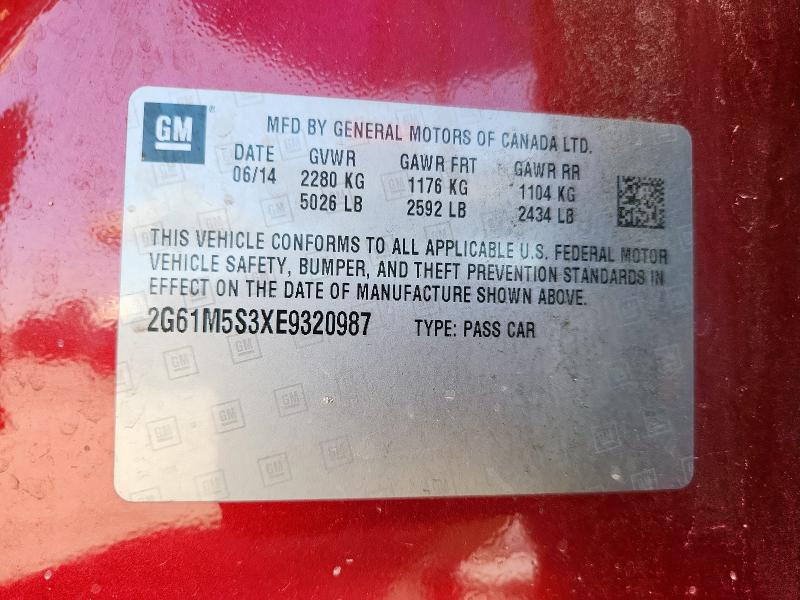 GM®
MFD BY GENERAL MOTORS OF CANADA LTD.
DATE GVWR GAWR FRT GAWR RR
06/14 2280 KG 1176 KG 1104 KG
5026 LB 2592 LB 2434 LB
THIS VEHICLE CONFORMS TO ALL APPLICABLE U.S. FEDERAL MOTOR
VEHICLE SAFETY, BUMPER, AND THEFT PREVENTION STANDARDS IN
EFFECT ON THE DATE OF MANUFACTURE SHOWN ABOVE.
2G61M5S3XE9320987 TYPE: PASS CAR